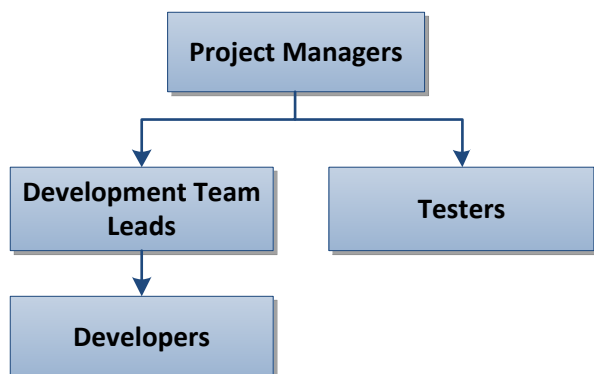 Project Managers
Development Team
Leads
Testers
Developers